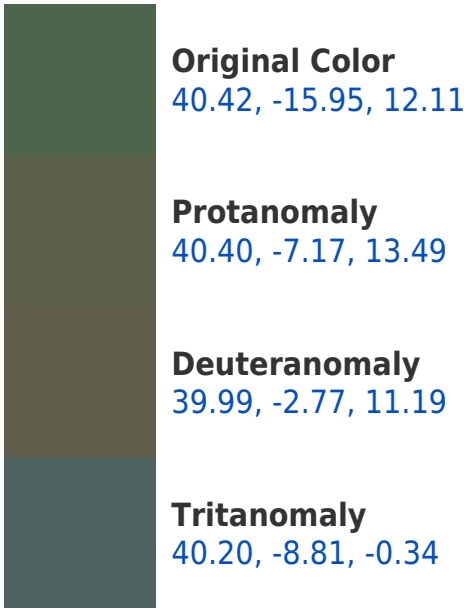 Original Color
40.42, -15.95, 12.11
Protanomaly
40.40, -7.17, 13.49
Deuteranomaly
39.99, -2.77, 11.19
Tritanomaly
40.20, -8.81, -0.34